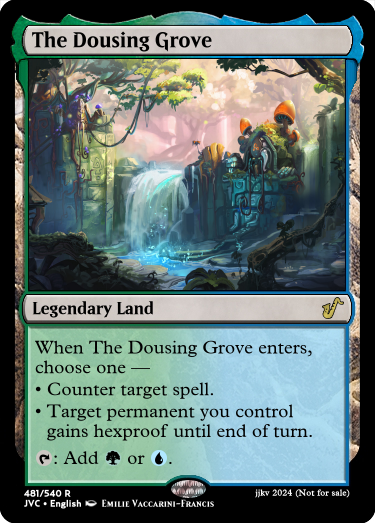 The Dousing Grove
Legendary Land
When The Dousing Grove enters,
choose one —
• Counter target spell.
• Target permanent you control
gains hexproof until end of turn.
: Add or .
481/540 R
jjkv 2024 (Not for sale)
JVC • English Emilie Vaccarini-Francis